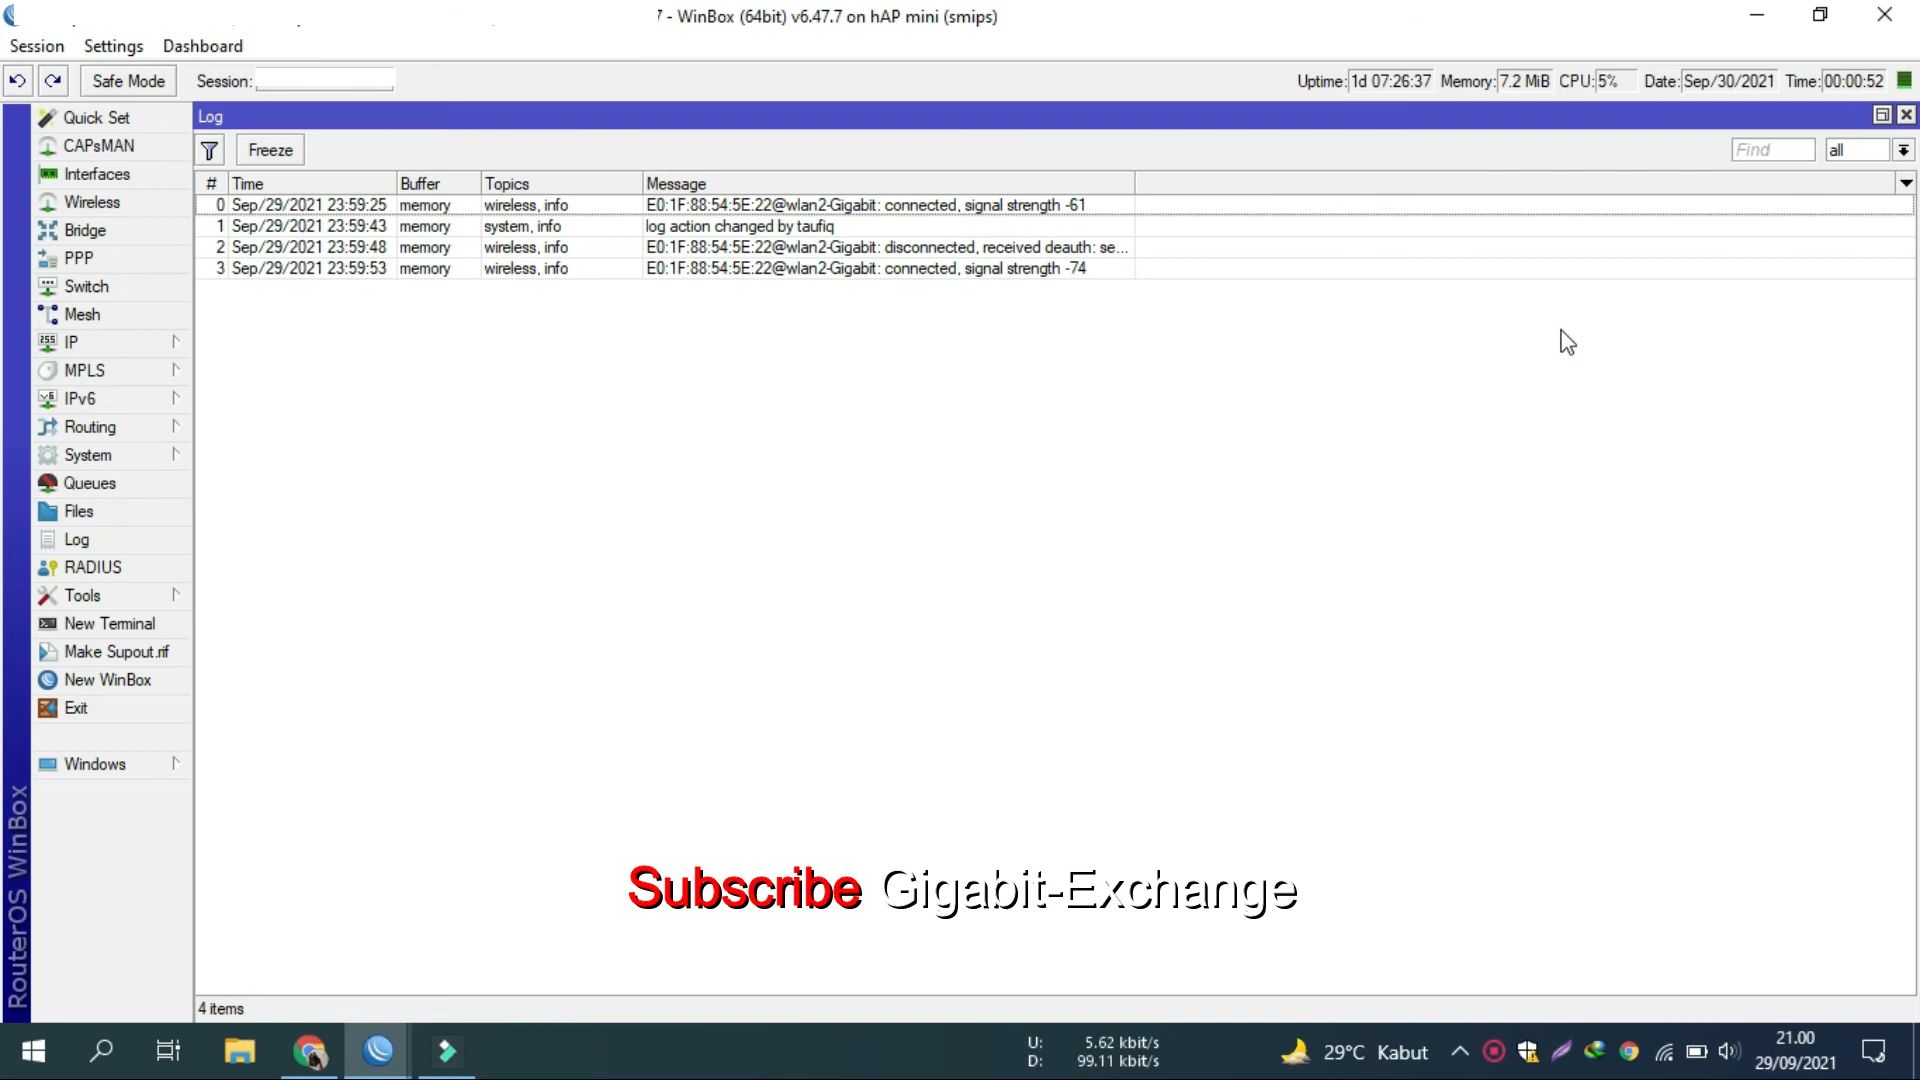 7 - WinBox (64bit) v6.47.7 on hAP mini (smips)
Session Settings Dashboard
Safe Mode Session: Uptime: 1d 07:26:37 Memory: 7.2 MiB CPU: 5% Date: Sep/30/2021 Time: 00:00:52
Quick Set
CAPsMAN
Interfaces
Wireless
Bridge
PPP
Switch
Mesh
IP
MPLS
IPv6
Routing
System
Queues
Files
Log
RADIUS
Tools
New Terminal
Make Supout.rif
New WinBox
Exit
Windows
RouterOS WinBox
Log
Freeze Find all
# Time Buffer Topics Message
0 Sep/29/2021 23:59:25 memory wireless, info E0:1F:88:54:5E:22@wlan2-Gigabit: connected, signal strength -61
1 Sep/29/2021 23:59:43 memory system, info log action changed by taufiq
2 Sep/29/2021 23:59:48 memory wireless, info E0:1F:88:54:5E:22@wlan2-Gigabit: disconnected, received deauth: se...
3 Sep/29/2021 23:59:53 memory wireless, info E0:1F:88:54:5E:22@wlan2-Gigabit: connected, signal strength -74
Subscribe Gigabit-Exchange
4 items
U: 5.62 kbit/s
D: 99.11 kbit/s
29°C Kabut
21.00
29/09/2021